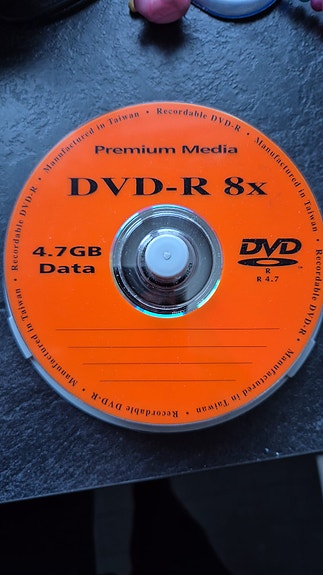 Manufactured in Taiwan • Recordable DVD-R • Manufactured in Taiwan • Recordable DVD-R • Manufactured in Taiwan • Recordable DVD-R • Manufactured in Taiwan • Recordable DVD-R •
Premium Media
DVD-R 8x
4.7GB
Data
DVD
R
R 4.7